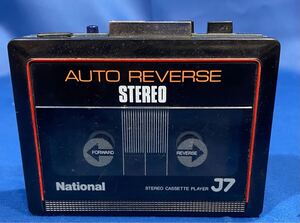 AUTO REVERSE
STEREO
FORWARD REVERSE
National STEREO CASSETTE PLAYER J7